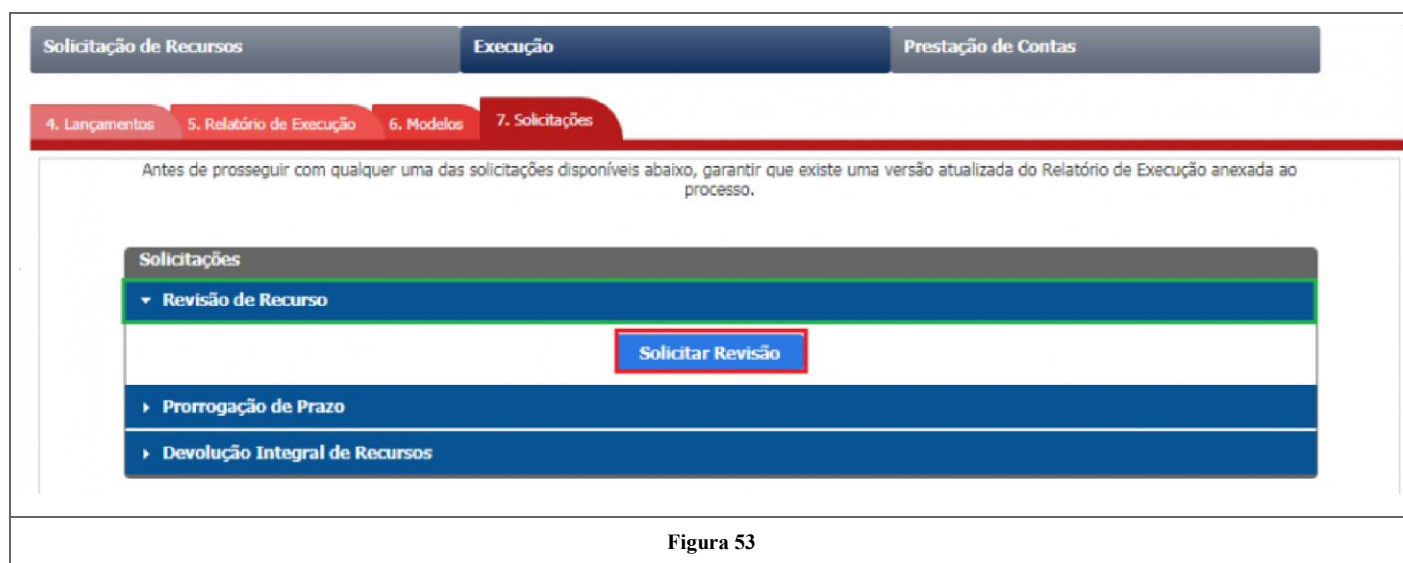 Solicitação de Recursos
Execução
Prestação de Contas
4. Lançamentos
5. Relatório de Execução
6. Modelos
7. Solicitações
Antes de prosseguir com qualquer uma das solicitações disponíveis abaixo, garantir que existe uma versão atualizada do Relatório de Execução anexada ao
processo.
Solicitações
Revisão de Recurso
Solicitar Revisão
Prorrogação de Prazo
Devolução Integral de Recursos
Figura 53